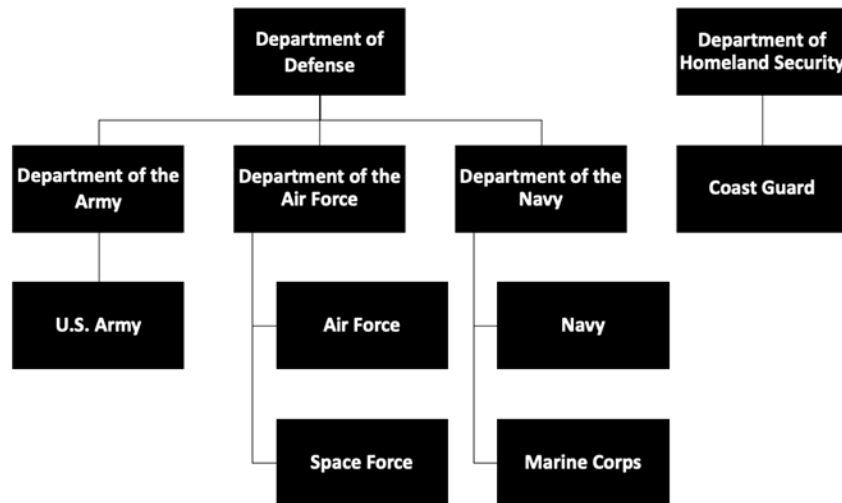 Department of
Defense
Department of
Homeland Security
Department of the
Army
Department of the
Air Force
Department of the
Navy
Coast Guard
U.S. Army
Air Force
Navy
Space Force
Marine Corps